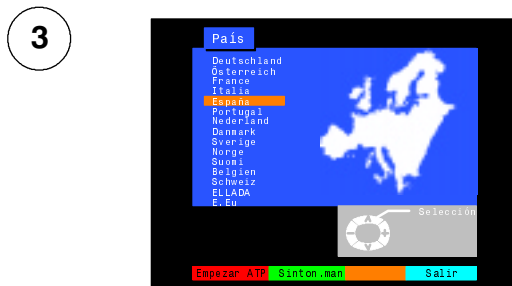 3
País
Deutschland
Österreich
France
Italia
España
Portugal
Nederland
Danmark
Sverige
Norge
Suomi
Belgien
Schweiz
ELLADA
E.Eu
Selección
Empezar ATP Sinton.man Salir